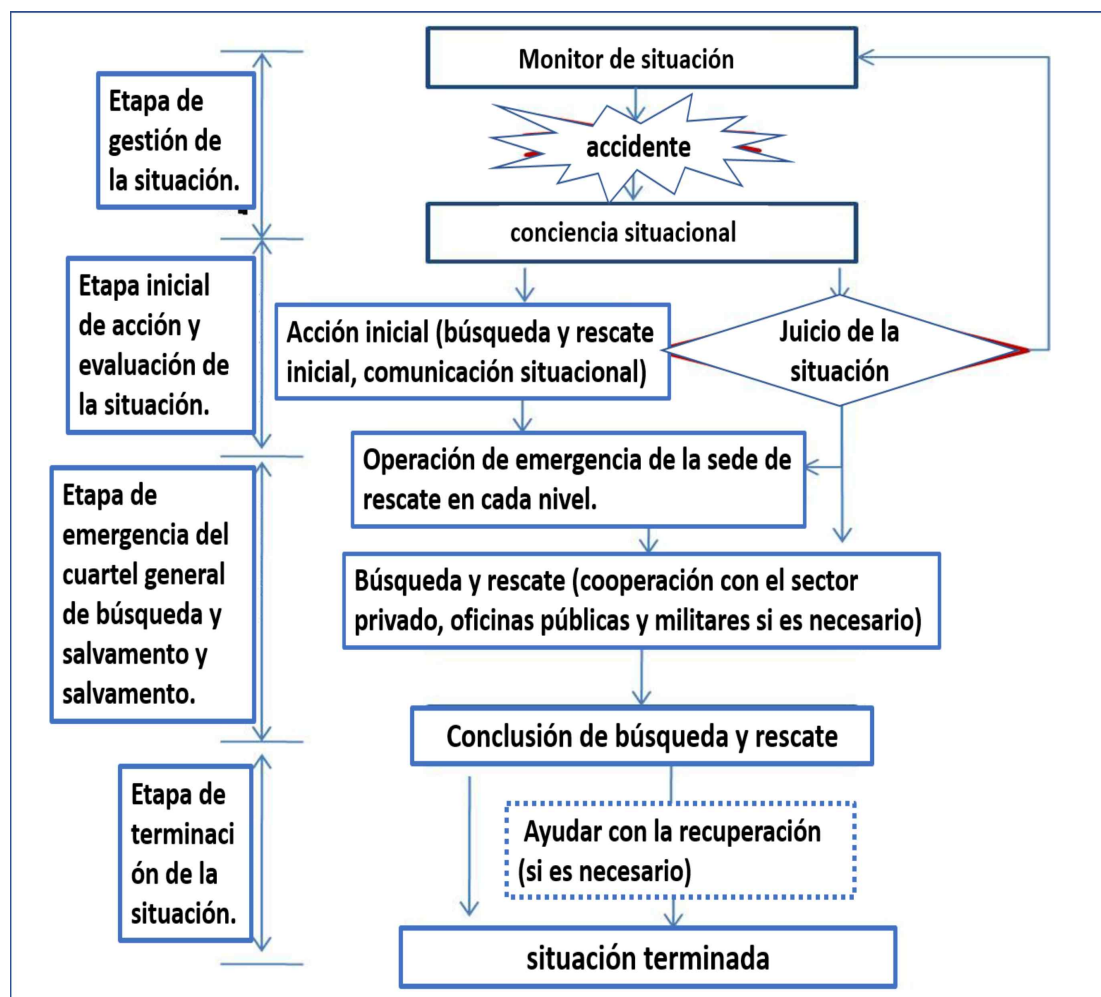 Monitor de situación
Etapa de
gestión de
la situación.
accidente
conciencia situacional
Etapa inicial
de acción y
evaluación de
la situación.
Acción inicial (búsqueda y rescate
inicial, comunicación situacional)
Juicio de la
situación
Operación de emergencia de la sede de
rescate en cada nivel.
Etapa de
emergencia del
cuartel general
de búsqueda y
salvamento y
salvamento.
Búsqueda y rescate (cooperación con el sector
privado, oficinas públicas y militares si es necesario)
Conclusión de búsqueda y rescate
Etapa de
terminaci
ón de la
situación.
Ayudar con la recuperación
(si es necesario)
situación terminada